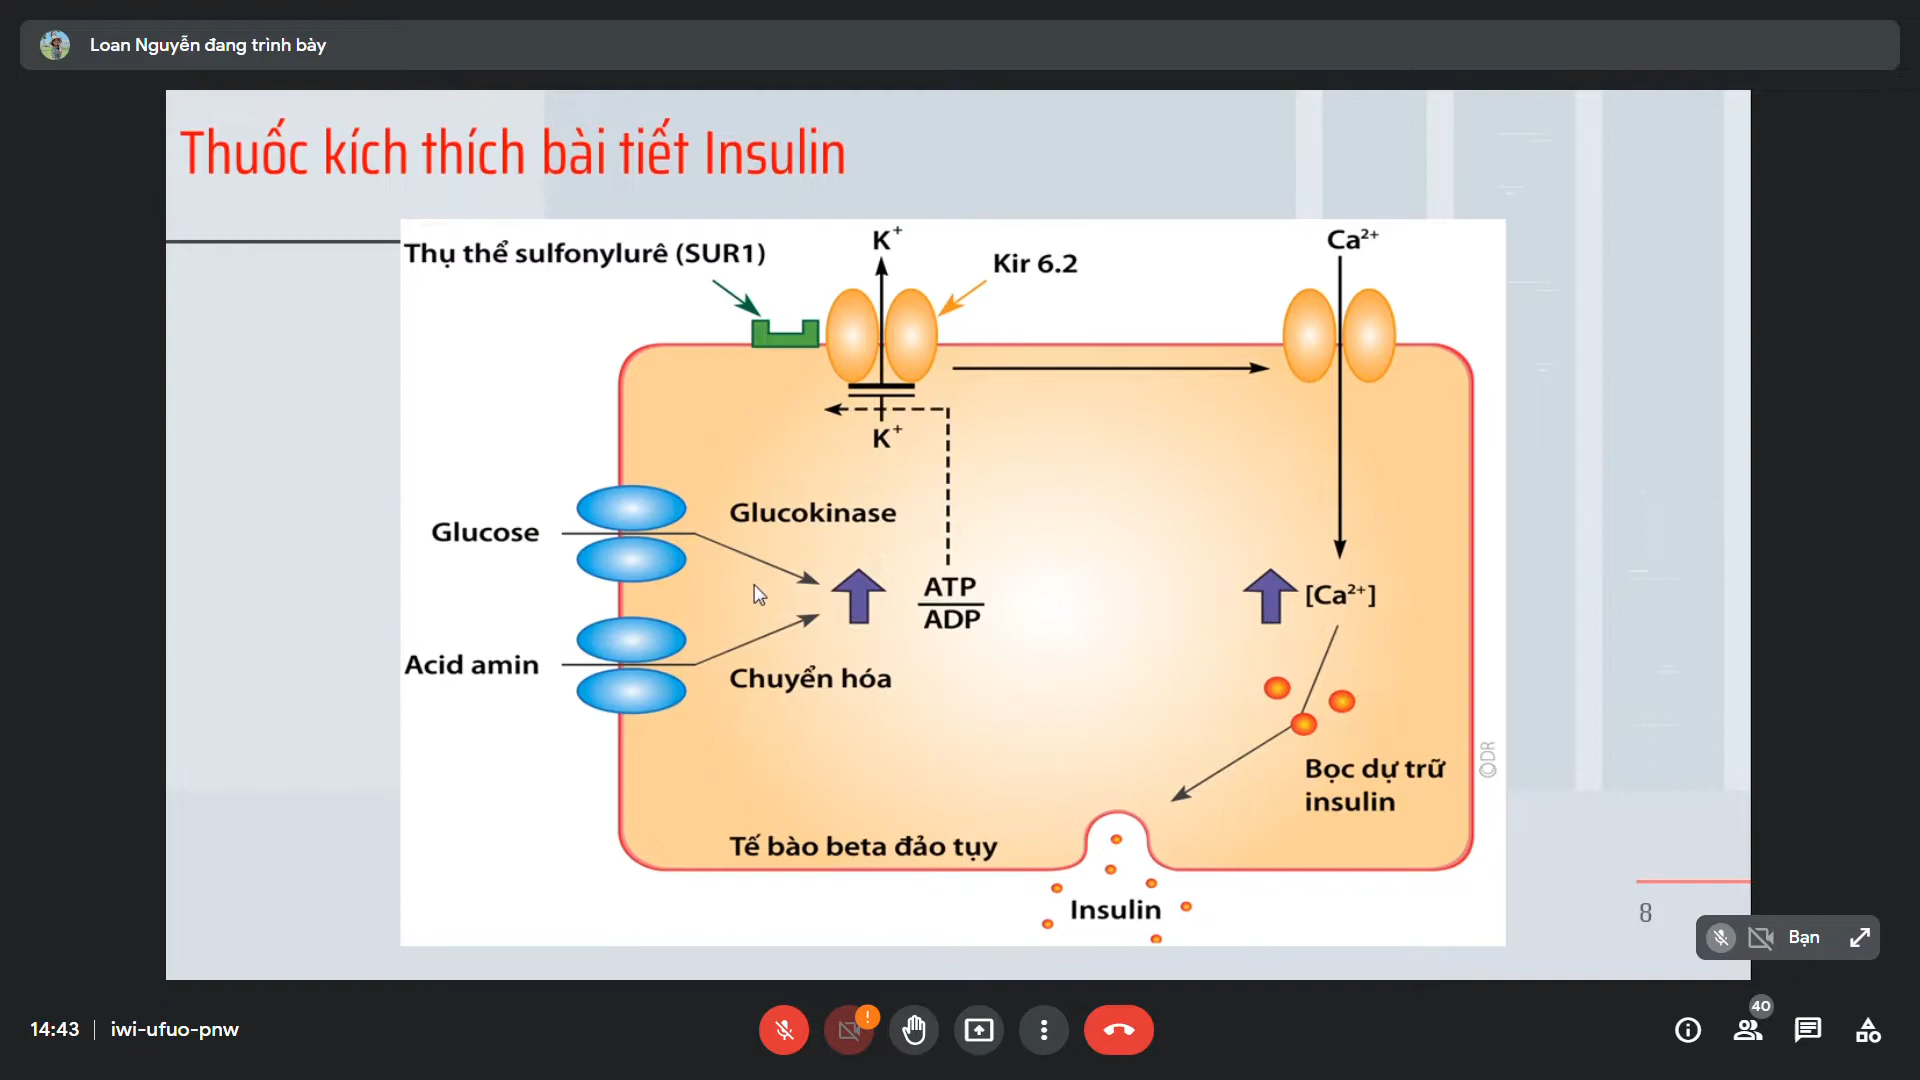 Loan Nguyễn đang trình bày
Thuốc kích thích bài tiết Insulin
Thụ thể sulfonylurê (SUR1)
K⁺
Kir 6.2
Ca²⁺
K⁺
Glucokinase
Glucose
ATP
ADP
[Ca²⁺]
Acid amin
Chuyển hóa
©DR
Bọc dự trữ
insulin
Tế bào beta đảo tụy
Insulin
8
Bạn
40
14:43 | iwi-ufuo-pnw